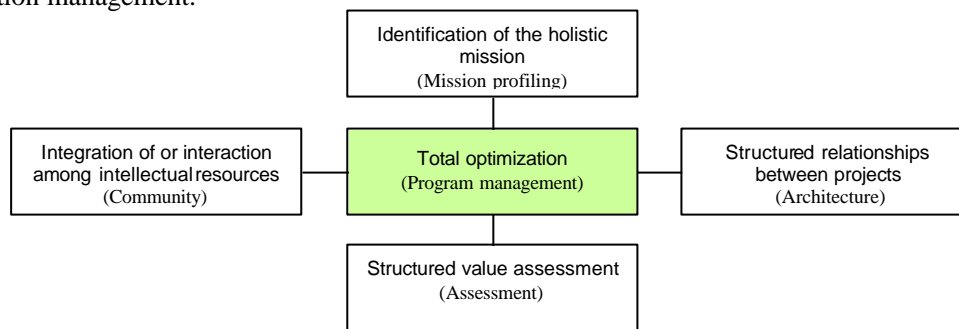 tion management.
Identification of the holistic
mission
(Mission profiling)
Integration of or interaction
among intellectual resources
(Community)
Total optimization
(Program management)
Structured relationships
between projects
(Architecture)
Structured value assessment
(Assessment)